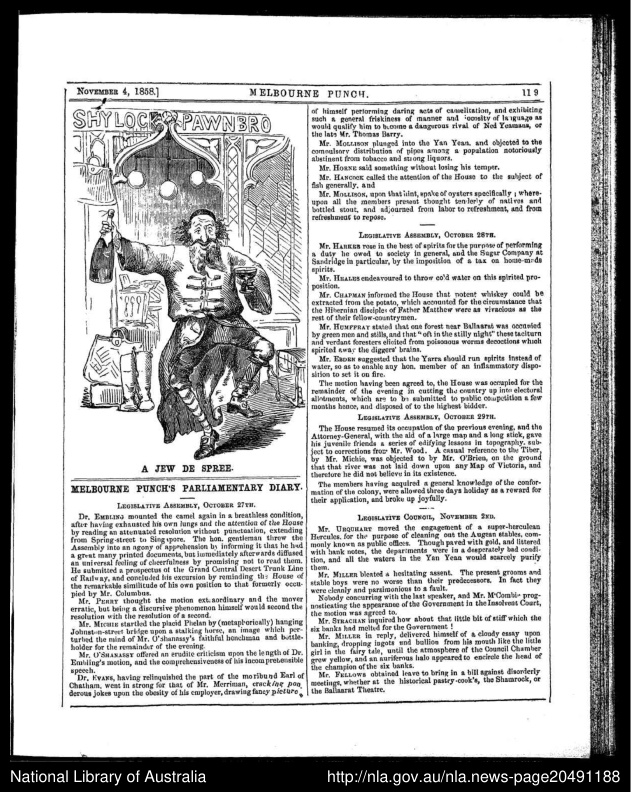 NOVEMBER 4, 1858.]
MELBOURNE PUNCH.
119
SHYLOCK PAWNBRO
A JEW DE SPREE.
MELBOURNE PUNCH'S PARLIAMENTARY DIARY.
LEGISLATIVE ASSEMBLY, OCTOBER 27TH.
Dr. EMBLING mounted the camel again in a breathless condition,
after having exhausted his own lungs and the attention of the House
by reading an attenuated resolution without punctuation, extending
from Spring-street to Singapore. The hon. gentleman threw the
Assembly into an agony of apprehension by informing it that he had
a great many printed documents, but immediately afterwards diffused
an universal feeling of cheerfulness by promising not to read them.
He submitted a prospectus of the Grand Central Desert Trunk Line
of Railway, and concluded his excursion by reminding the House of
the remarkable similitude of his own position to that formerly occu-
pied by Mr. Columbus.
Mr. PERRY thought the motion extraordinary and the mover
erratic, but being a discursive phenomenon himself would second the
resolution with the resolution of a second.
Mr. MICHIE startled the placid Phelan by (metaphorically) hanging
Johnston-street bridge upon a stalking horse, an image which per-
turbed the mind of Mr. O'Shanassy's faithful henchman and bottle-
holder for the remainder of the evening.
Mr. O'SHANASSY offered an erudite criticism upon the length of Dr.
Embling's motion, and the comprehensiveness of his incomprehensible
speech.
Dr. EVANS, having relinquished the part of the moribund Earl of
Chatham, went in strong for that of Mr. Merriman, cracking pon
derous jokes upon the obesity of his employer, drawing fancy pictures
of himself performing daring acts of camelitation, and exhibiting
such a general friskiness of manner and jocosity of language as
would qualify him to become a dangerous rival of Ned Yeamans, or
the late Mr. Thomas Barry.
Mr. MOLLISON plunged into the Yan Yean, and objected to the
compulsory distribution of pipes among a population notoriously
abstinent from tobacco and strong liquors.
Mr. HORNE said something without losing his temper.
Mr. HANCOCK called the attention of the House to the subject of
fish generally, and
Mr. MOLLISON, upon that hint, spake of oysters specifically; where-
upon all the members present thought tenderly of natives and
bottled stout, and adjourned from labor to refreshment, and from
refreshment to repose.
LEGISLATIVE ASSEMBLY, OCTOBER 28TH.
Mr. HARKER rose in the best of spirits for the purpose of performing
a duty he owed to society in general, and the Sugar Company at
Sandridge in particular, by the imposition of a tax on home-made
spirits.
Mr. HEALES endeavoured to throw cold water on this spirited pro-
position.
Mr. CHAPMAN informed the House that potent whiskey could be
extracted from the potato, which accounted for the circumstance that
the Hibernian disciples of Father Matthew were as vivacious as the
rest of their fellow-countrymen.
Mr. HUMFFRAY stated that one forest near Ballaarat was occupied
by green men and stills, and that "oft in the stilly night" these taciturn
and verdant foresters elicited from poisonous worms decoctions which
spirited away the diggers' brains.
Mr. EBDEN suggested that the Yarra should run spirits instead of
water, so as to enable any hon. member of an inflammatory dispo-
sition to set it on fire.
The motion having been agreed to, the House was occupied for the
remainder of the evening in cutting the country up into electoral
allotments, which are to be submitted to public competition a few
months hence, and disposed of to the highest bidder.
LEGISLATIVE ASSEMBLY, OCTOBER 29TH.
The House resumed its occupation of the previous evening, and the
Attorney-General, with the aid of a large map and a long stick, gave
his juvenile friends a series of edifying lessons in topography, sub-
ject to corrections from Mr. Wood. A casual reference to the Tiber,
by Mr. Michie, was objected to by Mr. O'Brien, on the ground
that that river was not laid down upon any Map of Victoria, and
therefore he did not believe in its existence.
The members having acquired a general knowledge of the confor-
mation of the colony, were allowed three days holiday as a reward for
their application, and broke up joyfully.
LEGISLATIVE COUNCIL, NOVEMBER 2ND.
Mr. URQUHART moved the engagement of a super-herculean
Hercules, for the purpose of cleaning out the Augean stables, com-
monly known as public offices. Though paved with gold, and littered
with bank notes, the departments were in a desperately bad condi-
tion, and all the waters in the Yan Yean would scarcely purify
them.
Mr. MILLER bleated a hesitating assent. The present grooms and
stable boys were no worse than their predecessors. In fact they
were cleanly and parsimonious to a fault.
Nobody concurring with the last speaker, and Mr. M'Combie prog-
nosticating the appearance of the Government in the Insolvent Court,
the motion was agreed to.
Mr. STRACHAN inquired how about that little bit of stiff which the
six banks had melted for the Government!
Mr. MILLER in reply, delivered himself of a cloudy essay upon
banking, dropping ingots and bullion from his mouth like the little
girl in the fairy tale, until the atmosphere of the Council Chamber
grew yellow, and an auriferous halo appeared to encircle the head of
the champion of the six banks.
Mr. FELLOWS obtained leave to bring in a bill against disorderly
meetings, whether at the historical pastry-cook's, the Shamrock, or
the Ballaarat Theatre.
National Library of Australia
http://nla.gov.au/nla.news-page20491188